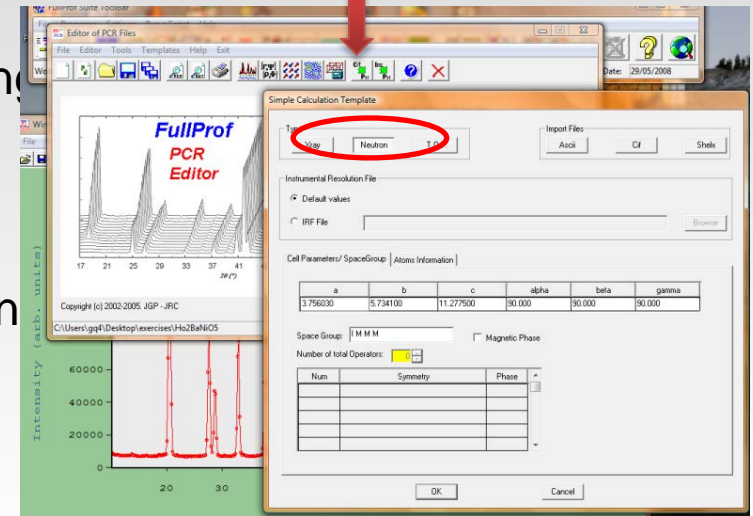 FullProf Suite Toolbar
Editor of PCR Files
File Editor Tools Templates Help Exit
Date: 29/05/2008
FullProf
PCR
Editor
17 21 25 29 33 37 41
2θ (°)
Copyright (c) 2002-2005. JGP - JRC
C:\Users\gq4\Desktop\exercises\Ho2BaNiO5
Simple Calculation Template
Xray Neutron
Import Files
Ascii Cif Shelx
Instrumental Resolution File
Default values
IRF File Browse
Cell Parameters/ SpaceGroup Atoms Information
a b c alpha beta gamma
3.756030 5.734100 11.277500 90.000 90.000 90.000
Space Group: I M M M Magnetic Phase
Number of total Operators: 0
Num Symmetry Phase
OK Cancel
Intensity (arb. units)
60000
40000
20000
0
20 30